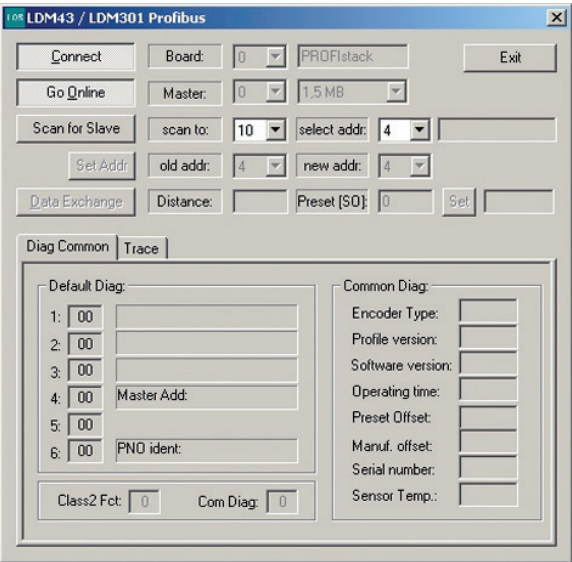 LDM43 / LDM301 Profibus
Connect Board: 0 PROFIstack Exit
Go Online Master: 0 1,5 MB
Scan for Slave scan to: 10 select addr: 4
Set Addr old addr: 4 new addr: 4
Data Exchange Distance: Preset [SO]: 0 Set
Diag Common Trace
Default Diag:
1: 00
2: 00
3: 00
4: 00 Master Add:
5: 00
6: 00 PNO ident:
Class2 Fct: 0 Com Diag: 0
Common Diag:
Encoder Type:
Profile version:
Software version:
Operating time:
Preset Offset:
Manuf. offset:
Serial number:
Sensor Temp.: